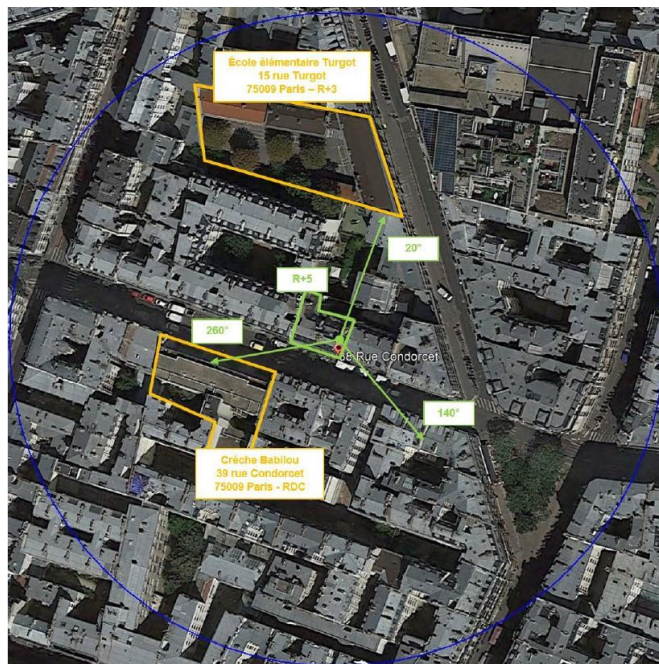 École élémentaire Turgot
15 rue Turgot
75009 Paris – R+3
20°
R+5
260°
58 Rue Condorcet
140°
Crèche Babilou
39 rue Condorcet
75009 Paris - RDC